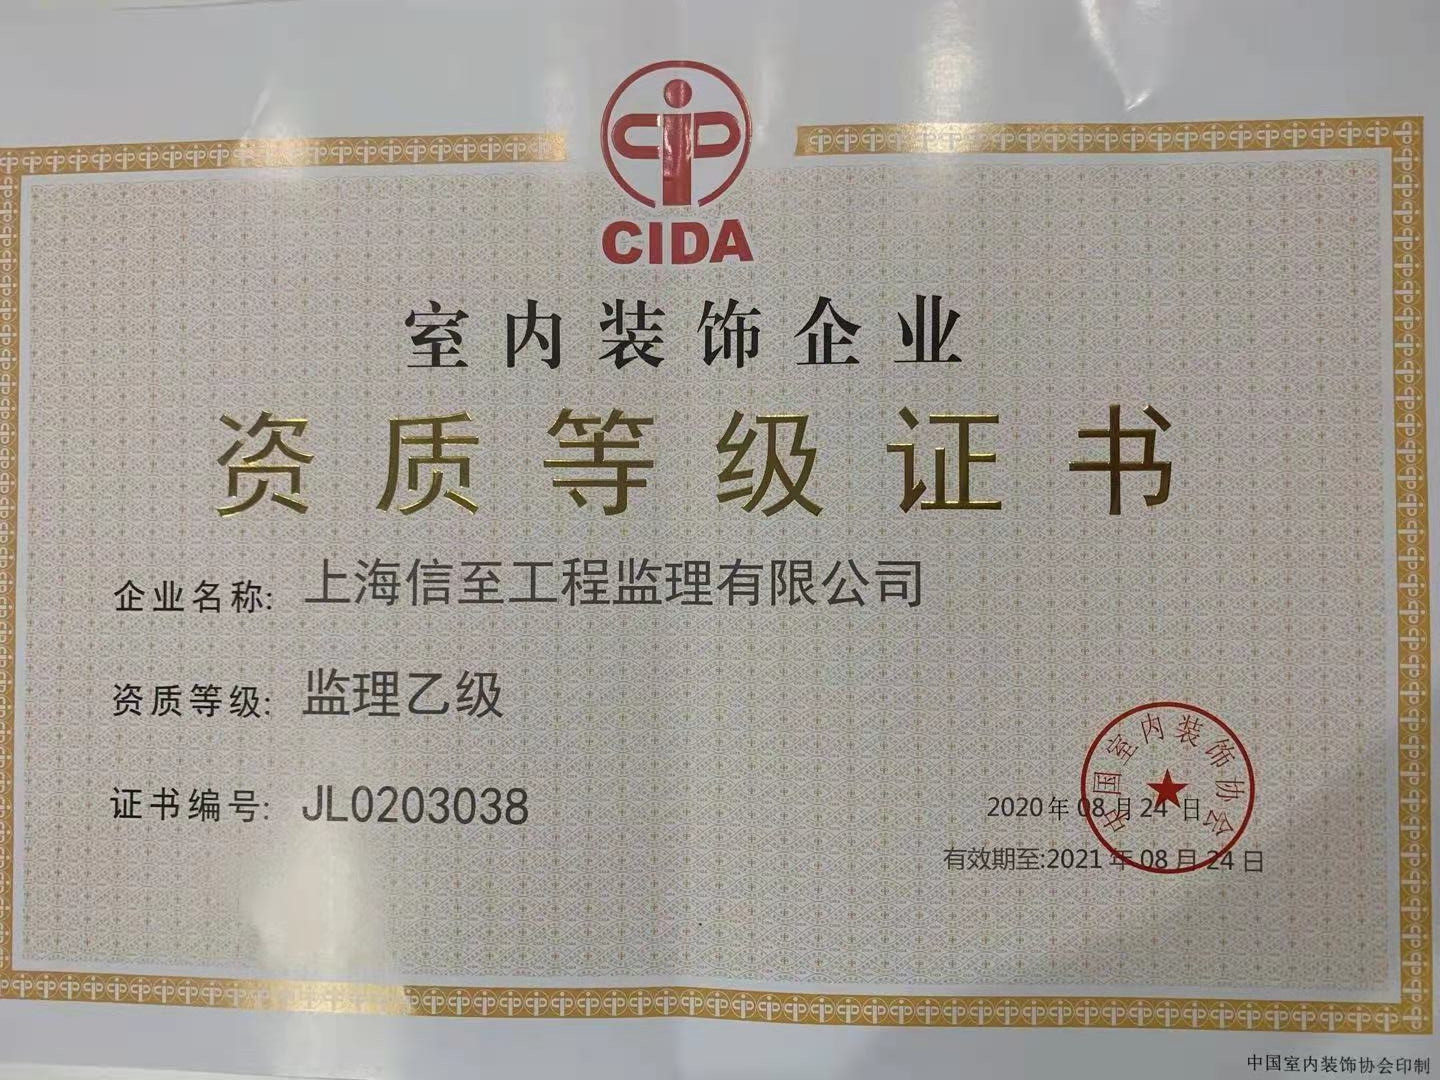 CIDA
室内装饰企业
资质等级证书
企业名称: 上海信至工程监理有限公司
资质等级: 监理乙级
证书编号: JL0203038
中国室内装饰协会
2020年08月24日
有效期至:2021年08月24日
中国室内装饰协会印制